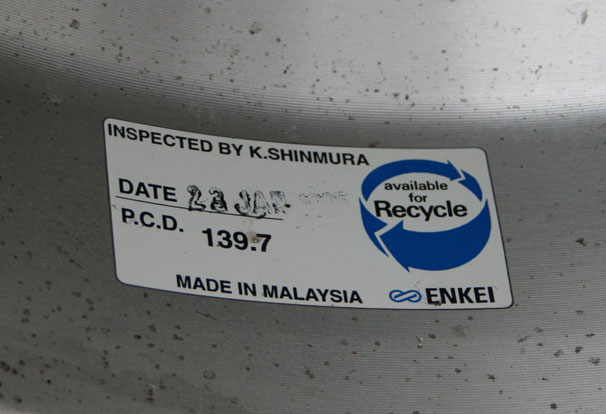 INSPECTED BY K.SHINMURA
available
for
Recycle
DATE 23 JAN
P.C.D. 139.7
MADE IN MALAYSIA
ENKEI